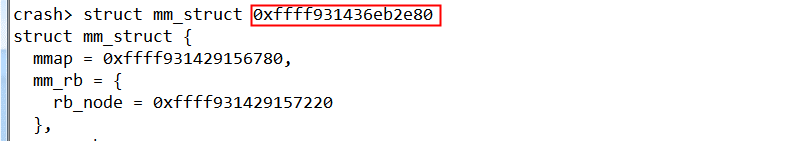 crash> struct mm_struct 0xffff931436eb2e80
struct mm_struct {
  mmap = 0xffff931429156780,
  mm_rb = {
    rb_node = 0xffff931429157220
  },